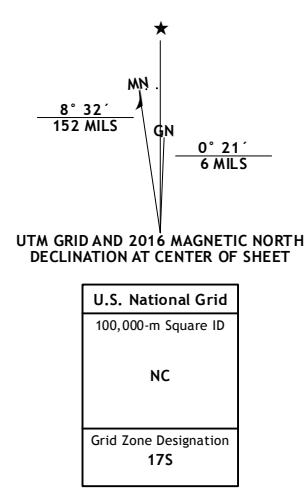 ★
MN
8° 32´
152 MILS
GN
0° 21´
6 MILS
UTM GRID AND 2016 MAGNETIC NORTH
DECLINATION AT CENTER OF SHEET
U.S. National Grid
100,000-m Square ID
NC
Grid Zone Designation
17S